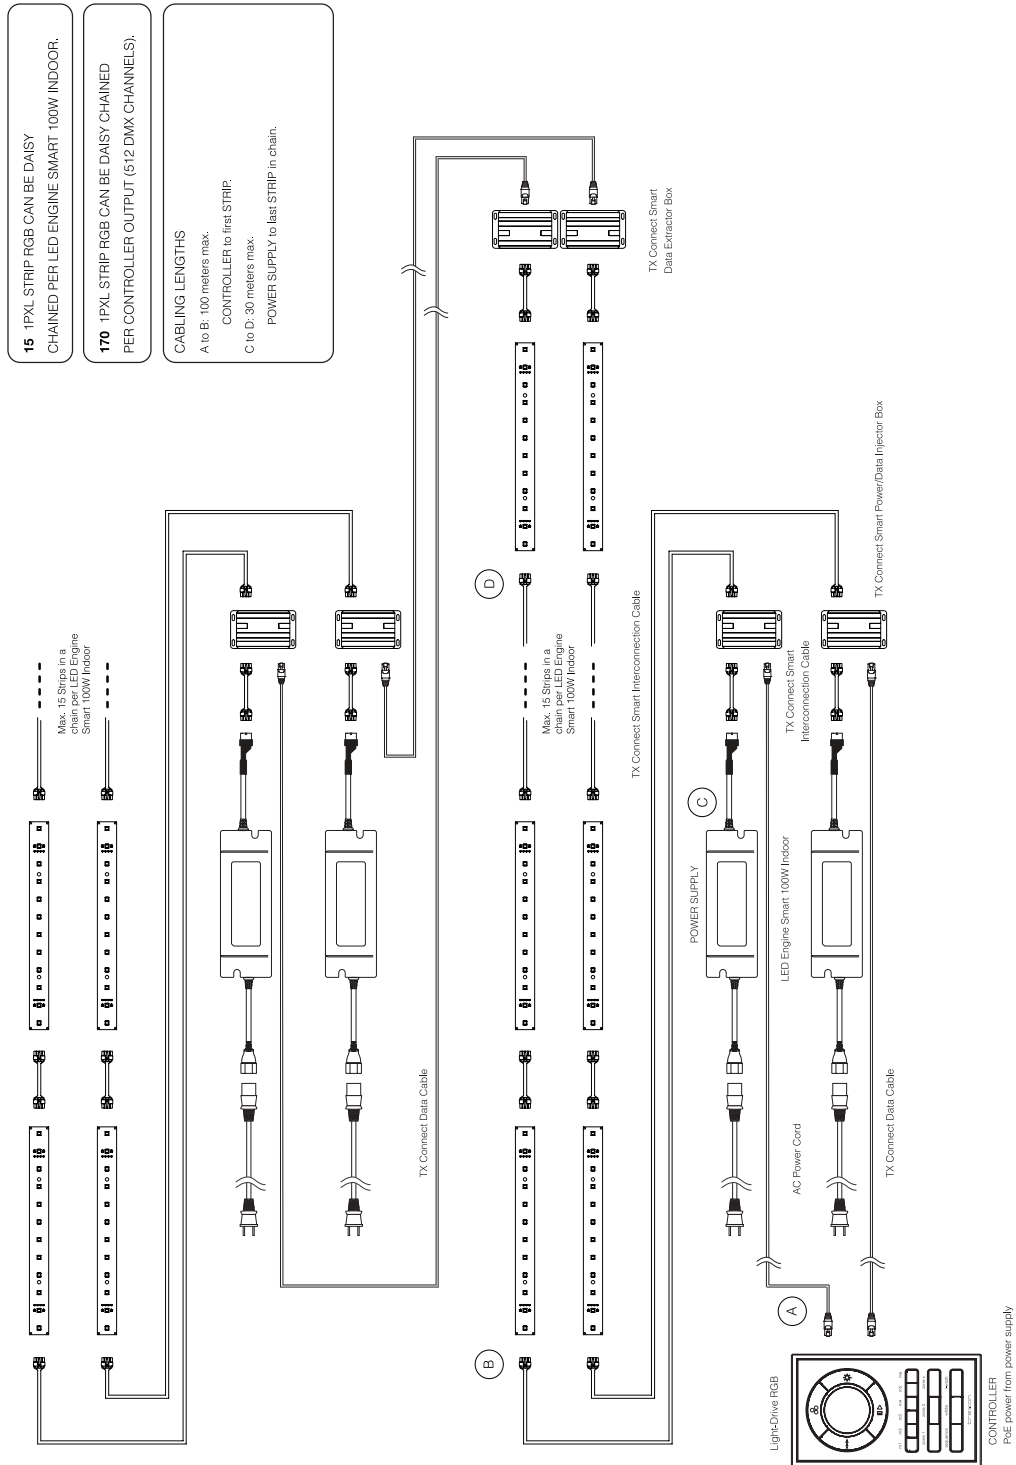 15 1PXL STRIP RGB CAN BE DAISY
CHAINED PER LED ENGINE SMART 100W INDOOR.
170 1PXL STRIP RGB CAN BE DAISY CHAINED
PER CONTROLLER OUTPUT (512 DMX CHANNELS).
CABLING LENGTHS
A to B: 100 meters max.
CONTROLLER to first STRIP.
C to D: 30 meters max.
POWER SUPPLY to last STRIP in chain.
Max. 15 Strips in a
chain per LED Engine
Smart 100W Indoor
TX Connect Data Cable
TX Connect Smart
Data Extractor Box
B
D
Max. 15 Strips in a
chain per LED Engine
Smart 100W Indoor
TX Connect Smart Interconnection Cable
C
POWER SUPPLY
LED Engine Smart 100W Indoor
TX Connect Smart
Interconnection Cable
TX Connect Smart Power/Data Injector Box
AC Power Cord
TX Connect Data Cable
A
Light-Drive RGB
traxon
CONTROLLER
PoE power from power supply